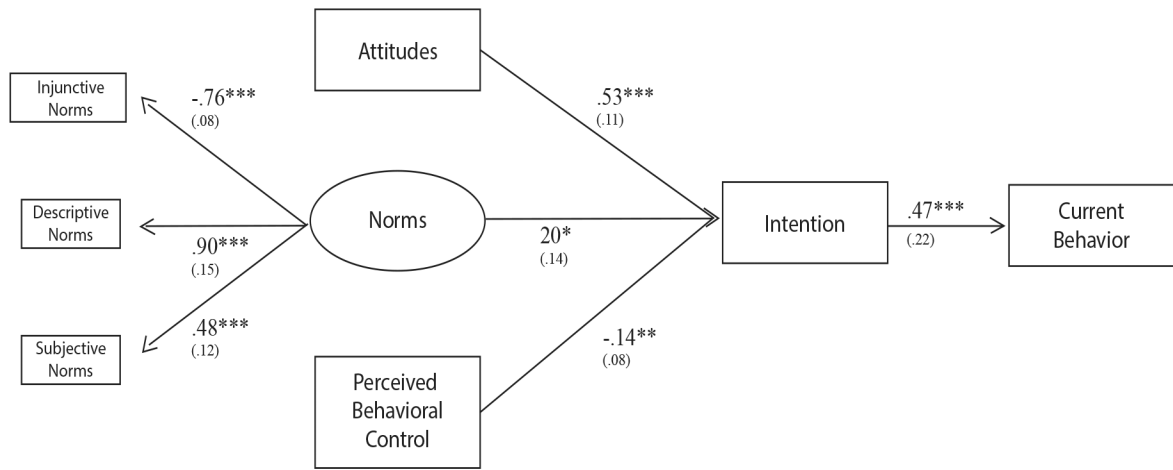 Attitudes
.53***
(.11)
Injunctive
Norms
-.76***
(.08)
Descriptive
Norms
.90***
(.15)
Norms
20*
(.14)
Intention
.47***
(.22)
Current
Behavior
Subjective
Norms
.48***
(.12)
-.14**
(.08)
Perceived
Behavioral
Control